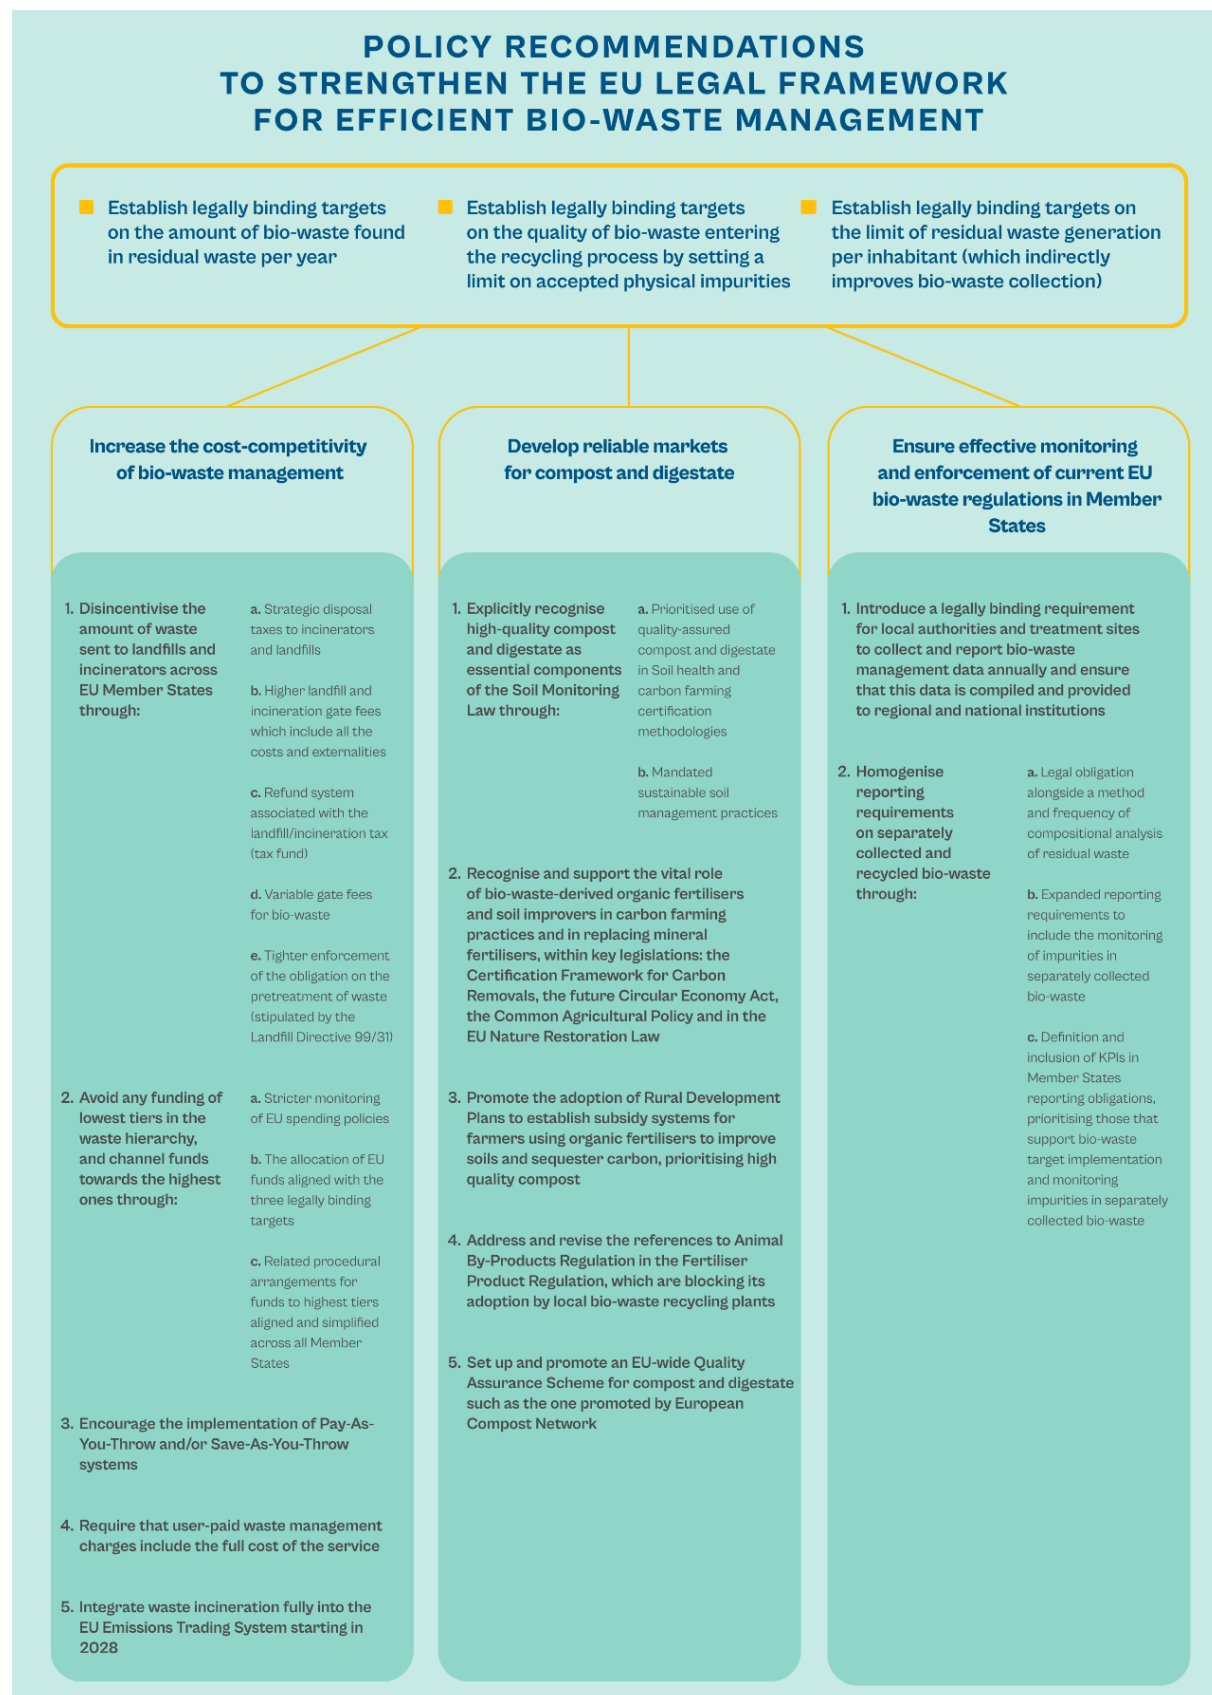 POLICY RECOMMENDATIONS
TO STRENGTHEN THE EU LEGAL FRAMEWORK
FOR EFFICIENT BIO-WASTE MANAGEMENT
Establish legally binding targets
on the amount of bio-waste found
in residual waste per year
Establish legally binding targets
on the quality of bio-waste entering
the recycling process by setting a
limit on accepted physical impurities
Establish legally binding targets on
the limit of residual waste generation
per inhabitant (which indirectly
improves bio-waste collection)
Increase the cost-competitivity
of bio-waste management
1. Disincentivise the
amount of waste
sent to landfills and
incinerators across
EU Member States
through:
a. Strategic disposal
taxes to incinerators
and landfills
b. Higher landfill and
incineration gate fees
which include all the
costs and externalities
c. Refund system
associated with the
landfill/incineration tax
(tax fund)
d. Variable gate fees
for bio-waste
e. Tighter enforcement
of the obligation on the
pretreatment of waste
(stipulated by the
Landfill Directive 99/31)
2. Avoid any funding of
lowest tiers in the
waste hierarchy,
and channel funds
towards the highest
ones through:
a. Stricter monitoring
of EU spending policies
b. The allocation of EU
funds aligned with the
three legally binding
targets
c. Related procedural
arrangements for
funds to highest tiers
aligned and simplified
across all Member
States
3. Encourage the implementation of Pay-As-
You-Throw and/or Save-As-You-Throw
systems
4. Require that user-paid waste management
charges include the full cost of the service
5. Integrate waste incineration fully into the
EU Emissions Trading System starting in
2028
Develop reliable markets
for compost and digestate
1. Explicitly recognise
high-quality compost
and digestate as
essential components
of the Soil Monitoring
Law through:
a. Prioritised use of
quality-assured
compost and digestate
in Soil health and
carbon farming
certification
methodologies
b. Mandated
sustainable soil
management practices
2. Recognise and support the vital role
of bio-waste-derived organic fertilisers
and soil improvers in carbon farming
practices and in replacing mineral
fertilisers, within key legislations: the
Certification Framework for Carbon
Removals, the future Circular Economy Act,
the Common Agricultural Policy and in the
EU Nature Restoration Law
3. Promote the adoption of Rural Development
Plans to establish subsidy systems for
farmers using organic fertilisers to improve
soils and sequester carbon, prioritising high
quality compost
4. Address and revise the references to Animal
By-Products Regulation in the Fertiliser
Product Regulation, which are blocking its
adoption by local bio-waste recycling plants
5. Set up and promote an EU-wide Quality
Assurance Scheme for compost and digestate
such as the one promoted by European
Compost Network
Ensure effective monitoring
and enforcement of current EU
bio-waste regulations in Member
States
1. Introduce a legally binding requirement
for local authorities and treatment sites
to collect and report bio-waste
management data annually and ensure
that this data is compiled and provided
to regional and national institutions
2. Homogenise
reporting
requirements
on separately
collected and
recycled bio-waste
through:
a. Legal obligation
alongside a method
and frequency of
compositional analysis
of residual waste
b. Expanded reporting
requirements to
include the monitoring
of impurities in
separately collected
bio-waste
c. Definition and
inclusion of KPIs in
Member States
reporting obligations,
prioritising those that
support bio-waste
target implementation
and monitoring
impurities in separately
collected bio-waste